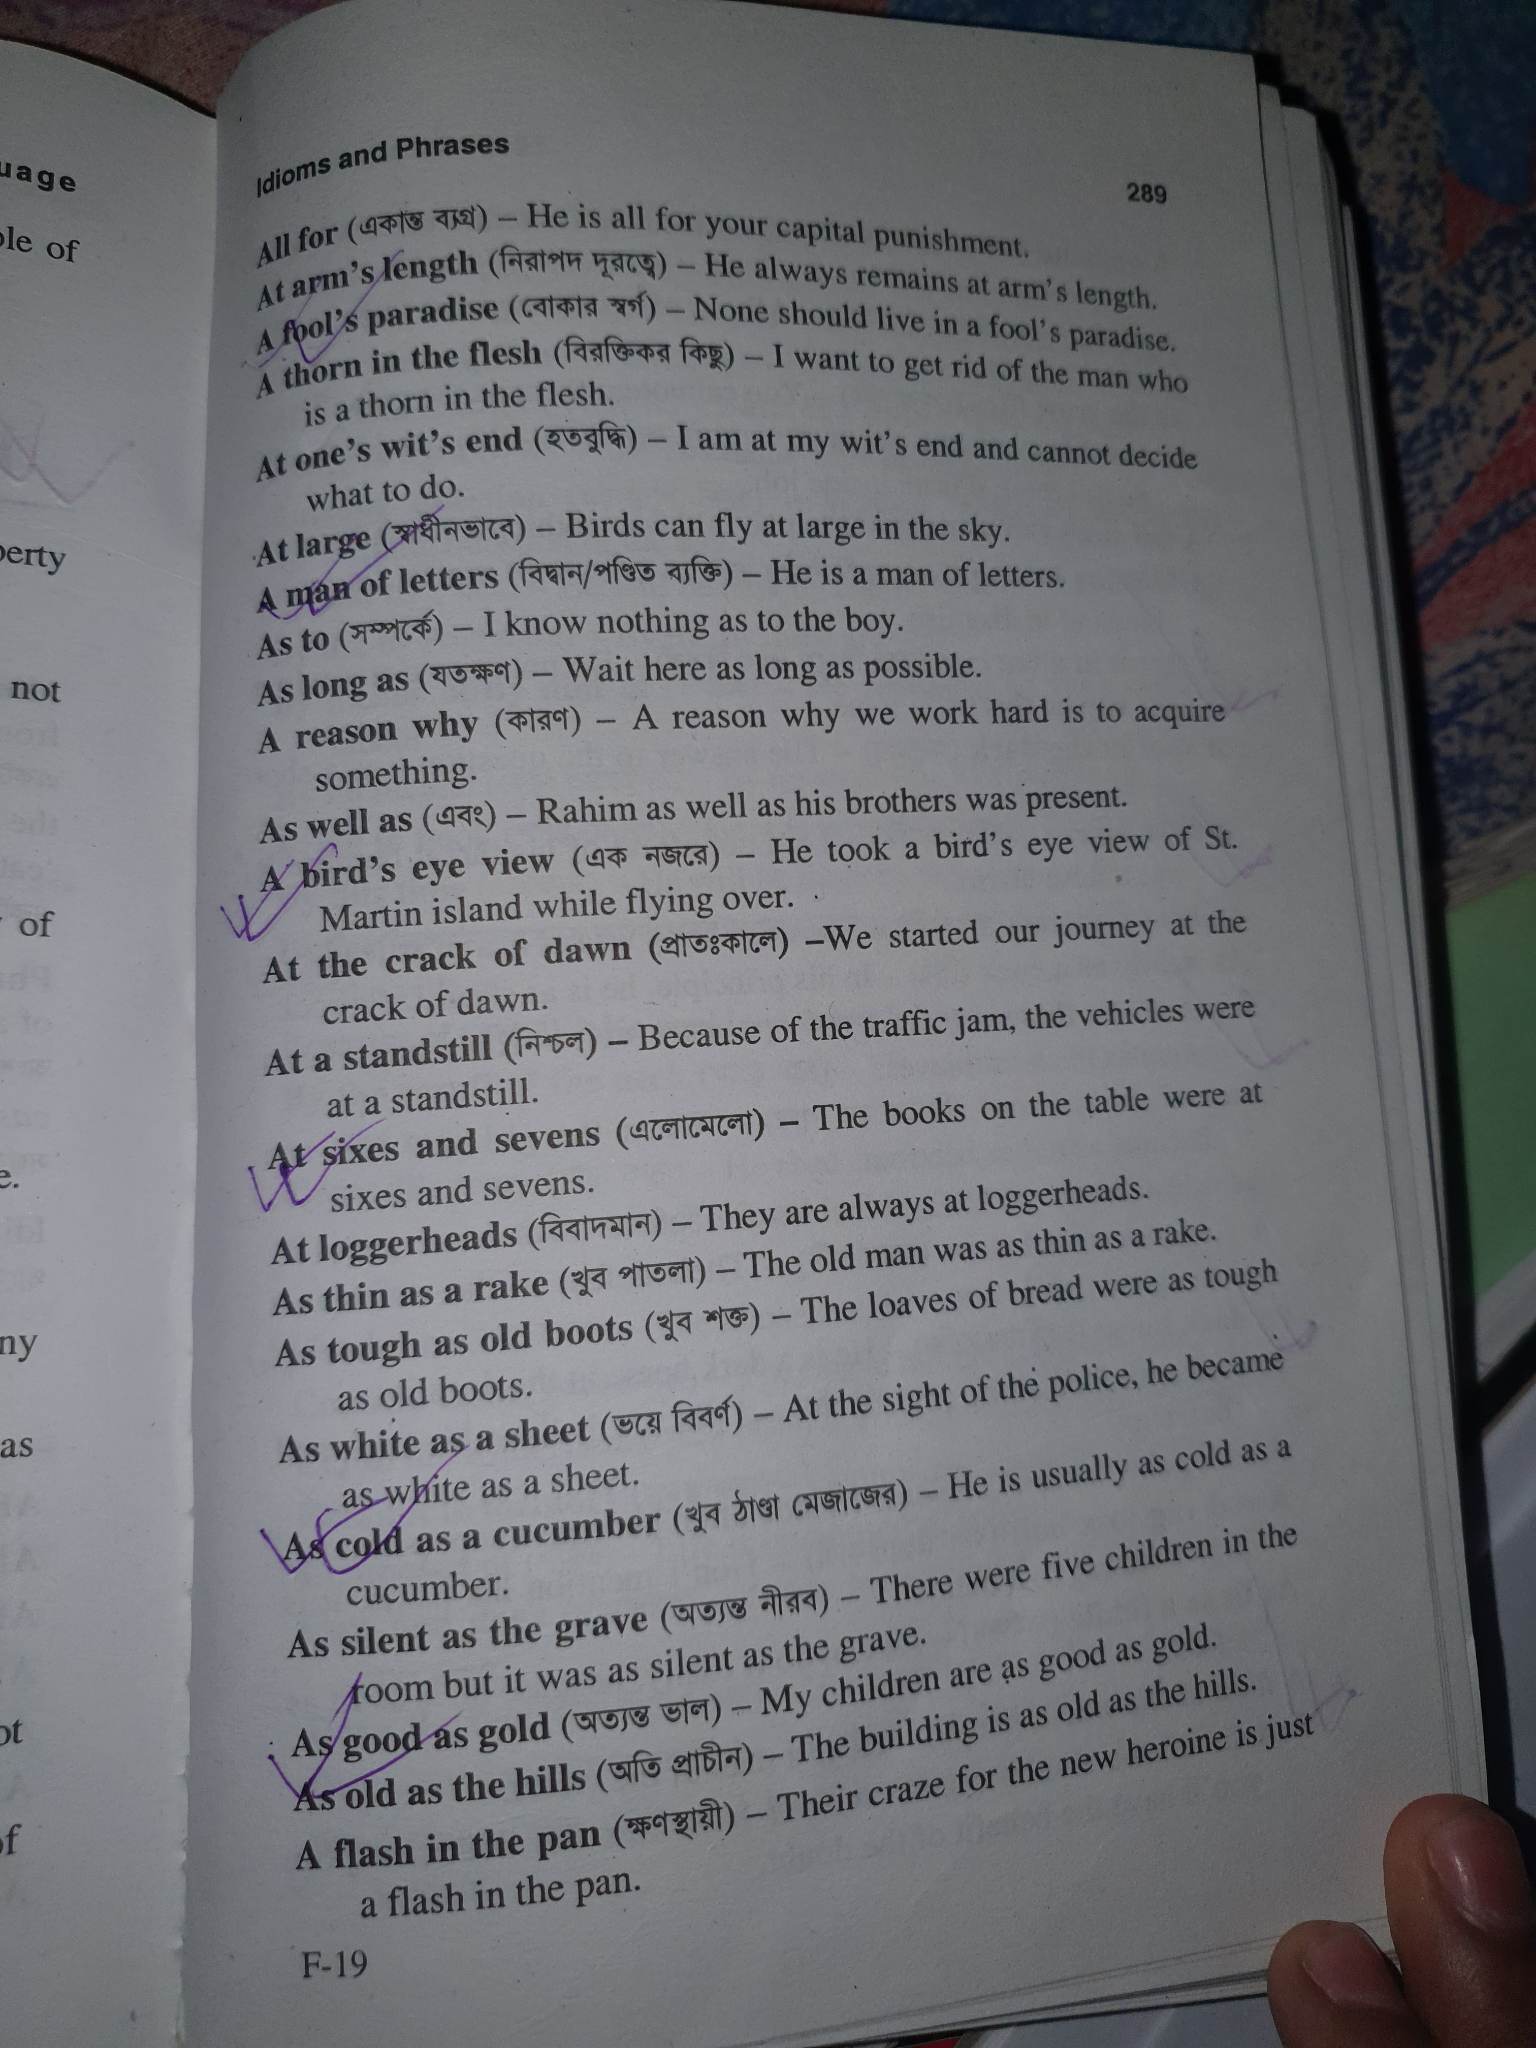 uage
le of
perty
not
of
e.
ny
as
ot
of
Idioms and Phrases
289
All for (একান্ত ব্যগ্র) – He is all for your capital punishment.
At arm's length (নিরাপদ দূরত্বে) – He always remains at arm's length.
A fool's paradise (বোকার স্বর্গ) – None should live in a fool's paradise.
A thorn in the flesh (বিরক্তিকর কিছু) – I want to get rid of the man who
is a thorn in the flesh.
At one's wit's end (হতবুদ্ধি) – I am at my wit's end and cannot decide
what to do.
At large (স্বাধীনভাবে) – Birds can fly at large in the sky.
A man of letters (বিদ্বান/পণ্ডিত ব্যক্তি) – He is a man of letters.
As to (সম্পর্কে) – I know nothing as to the boy.
As long as (যতক্ষণ) – Wait here as long as possible.
A reason why (কারণ) – A reason why we work hard is to acquire
something.
As well as (এবং) – Rahim as well as his brothers was present.
A bird's eye view (এক নজরে) – He took a bird's eye view of St.
Martin island while flying over.
At the crack of dawn (প্রাতঃকালে) –We started our journey at the
crack of dawn.
At a standstill (নিশ্চল) – Because of the traffic jam, the vehicles were
at a standstill.
At sixes and sevens (এলোমেলো) – The books on the table were at
sixes and sevens.
At loggerheads (বিবাদমান) – They are always at loggerheads.
As thin as a rake (খুব পাতলা) – The old man was as thin as a rake.
As tough as old boots (খুব শক্ত) – The loaves of bread were as tough
as old boots.
As white as a sheet (ভয়ে বিবর্ণ) – At the sight of the police, he became
as white as a sheet.
As cold as a cucumber (খুব ঠাণ্ডা মেজাজের) – He is usually as cold as a
cucumber.
As silent as the grave (অত্যন্ত নীরব) – There were five children in the
room but it was as silent as the grave.
As good as gold (অত্যন্ত ভাল) – My children are as good as gold.
As old as the hills (অতি প্রাচীন) – The building is as old as the hills.
A flash in the pan (ক্ষণস্থায়ী) – Their craze for the new heroine is just
a flash in the pan.
F-19